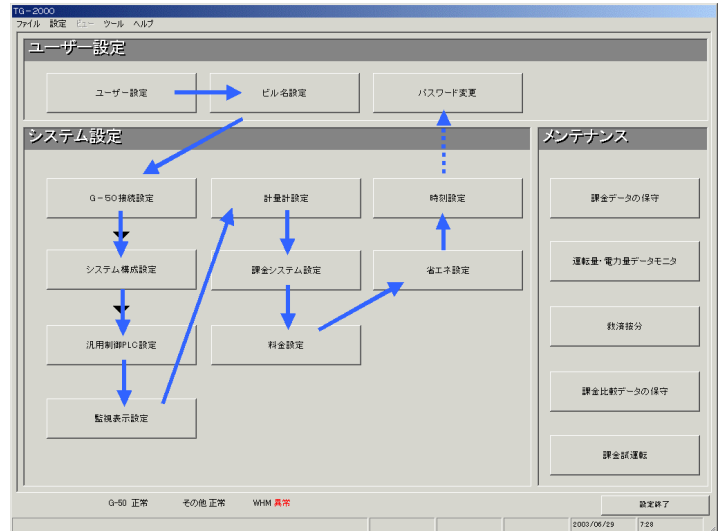 TG-2000
ファイル 設定 ビュー ツール ヘルプ
ユーザー設定
ユーザー設定 ビル名設定 パスワード変更
システム設定 メンテナンス
G-50接続設定 計量計設定 時刻設定 課金データの保守
システム構成設定 課金システム設定 省エネ設定 運転量・電力量データモニタ
汎用制御PLC設定 料金設定 救済按分
監視表示設定 課金比較データの保守
課金試運転
G-50 正常 その他 正常 WHM 異常 設定終了
2003/06/29 7:28